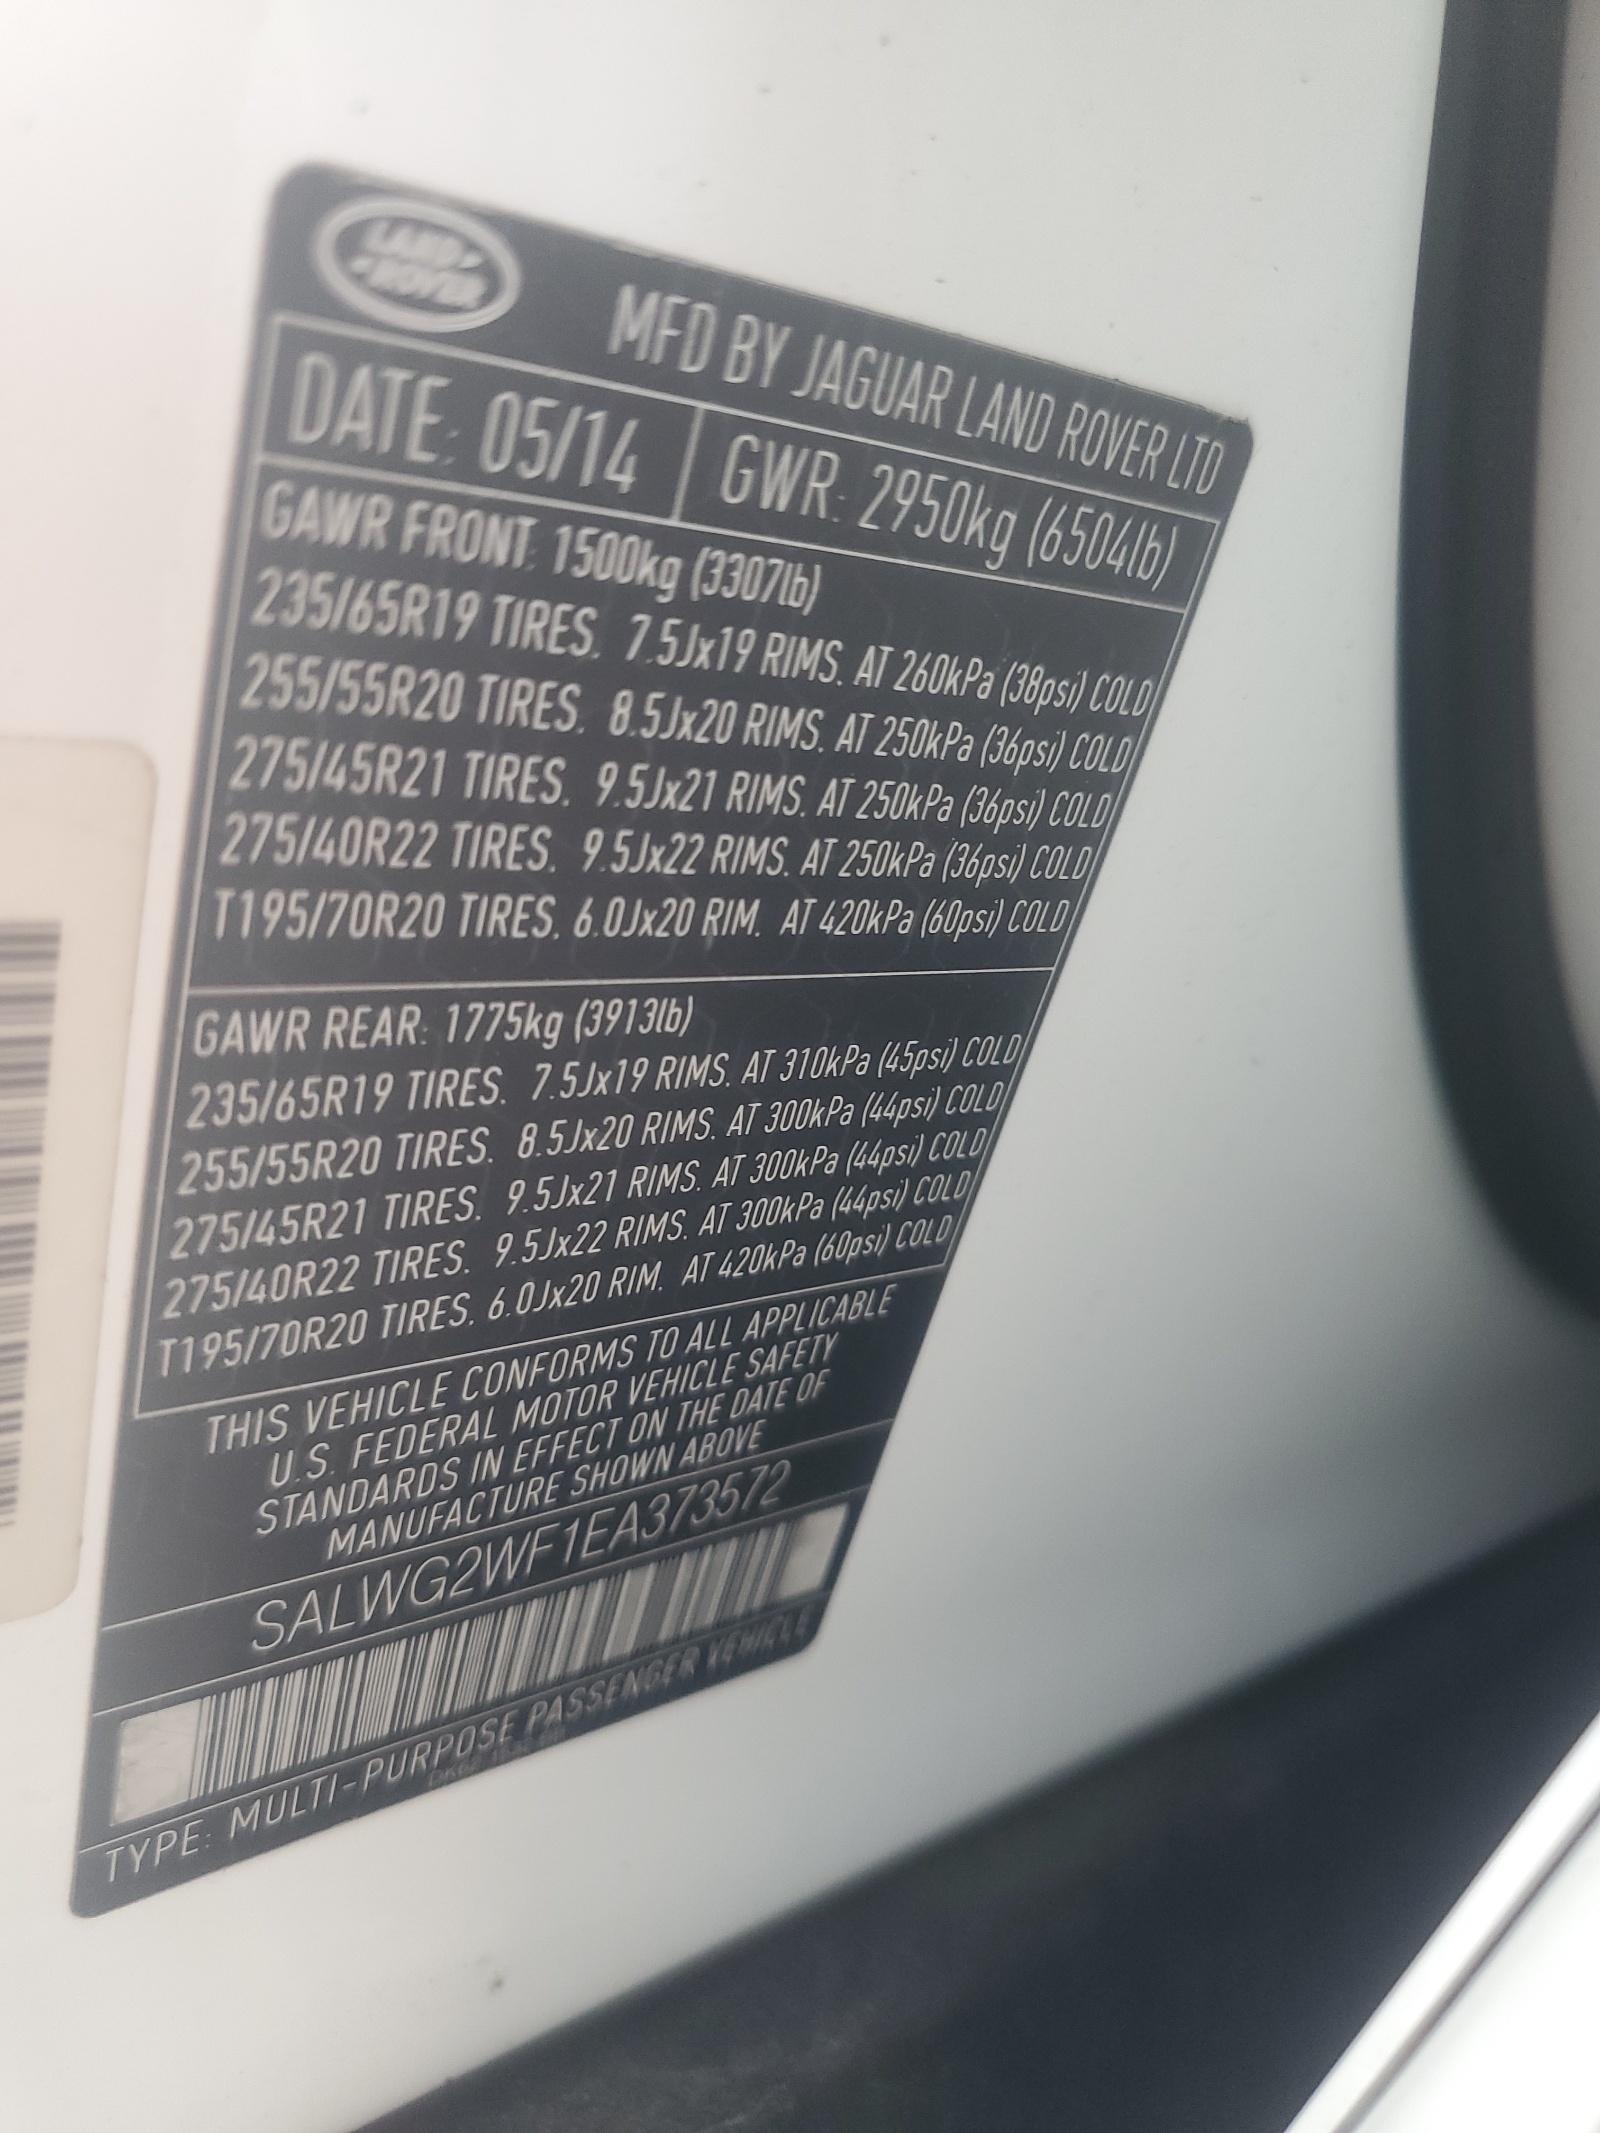 LAND ROVER
MFD BY JAGUAR LAND ROVER LTD
DATE: 05/14 GWR: 2950kg (6504lb)
GAWR FRONT: 1500kg (3307lb)
235/65R19 TIRES. 7.5Jx19 RIMS. AT 260kPa (38psi) COLD
255/55R20 TIRES. 8.5Jx20 RIMS. AT 250kPa (36psi) COLD
275/45R21 TIRES. 9.5Jx21 RIMS. AT 250kPa (36psi) COLD
275/40R22 TIRES. 9.5Jx22 RIMS. AT 250kPa (36psi) COLD
T195/70R20 TIRES. 6.0Jx20 RIM. AT 420kPa (60psi) COLD
GAWR REAR: 1775kg (3913lb)
235/65R19 TIRES. 7.5Jx19 RIMS. AT 310kPa (45psi) COLD
255/55R20 TIRES. 8.5Jx20 RIMS. AT 300kPa (44psi) COLD
275/45R21 TIRES. 9.5Jx21 RIMS. AT 300kPa (44psi) COLD
275/40R22 TIRES. 9.5Jx22 RIMS. AT 300kPa (44psi) COLD
T195/70R20 TIRES. 6.0Jx20 RIM. AT 420kPa (60psi) COLD
THIS VEHICLE CONFORMS TO ALL APPLICABLE
U.S. FEDERAL MOTOR VEHICLE SAFETY
STANDARDS IN EFFECT ON THE DATE OF
MANUFACTURE SHOWN ABOVE
SALWG2WF1EA373572
TYPE: MULTI-PURPOSE PASSENGER VEHICLE